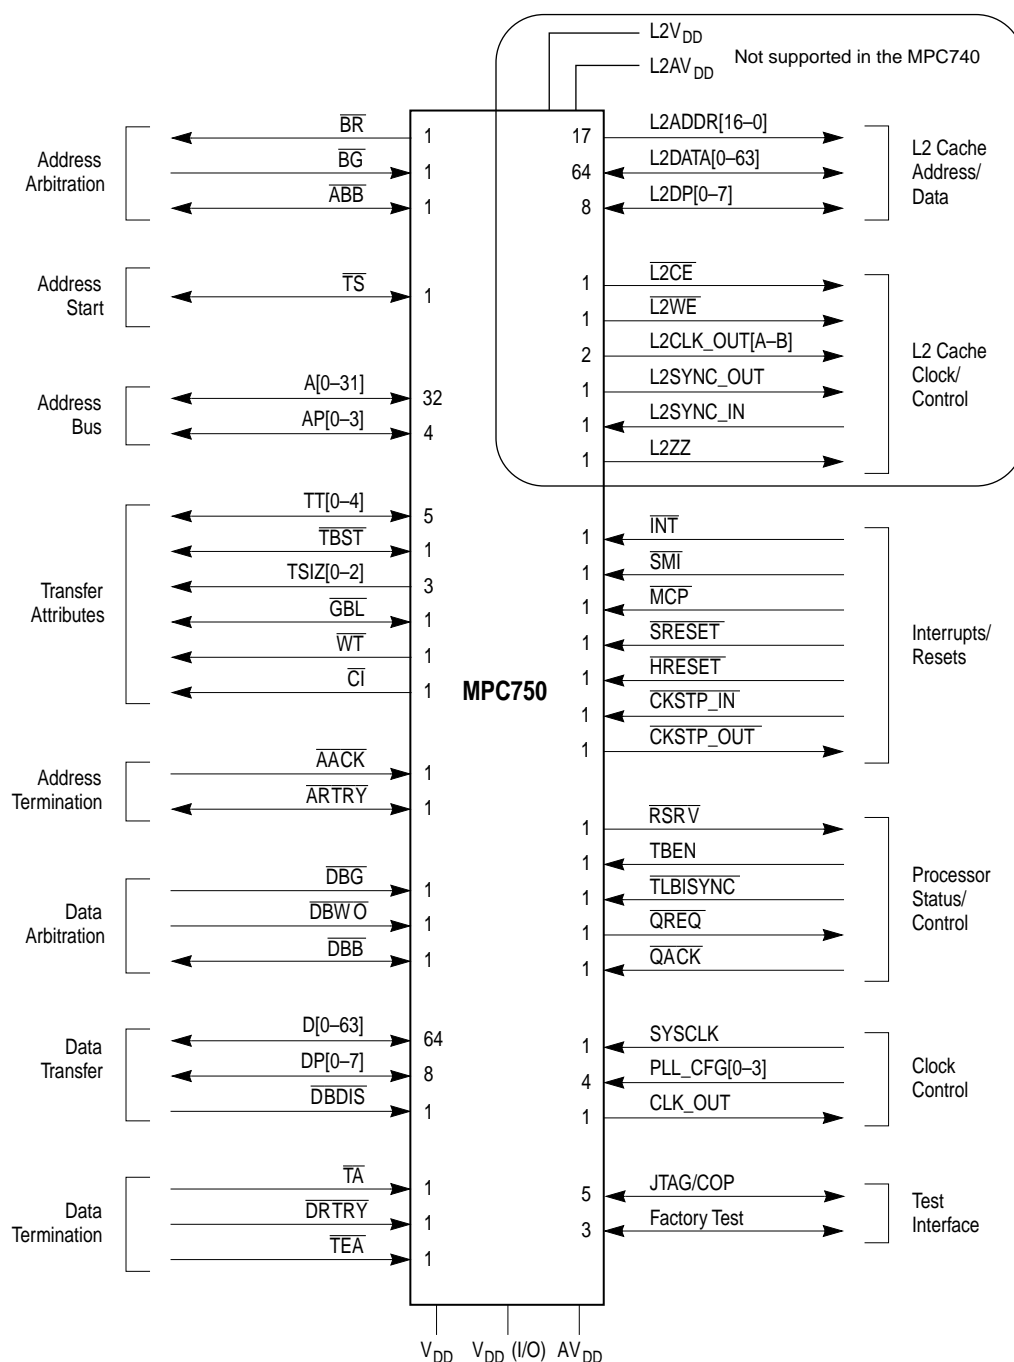 L2VDD
Not supported in the MPC740
L2AVDD
Address
Arbitration
BR
1
BG
1
ABB
1
17
L2ADDR[16–0]
64
L2DATA[0–63]
8
L2DP[0–7]
L2 Cache
Address/
Data
Address
Start
TS
1
1
L2CE
1
L2WE
2
L2CLK_OUT[A–B]
1
L2SYNC_OUT
1
L2SYNC_IN
1
L2ZZ
L2 Cache
Clock/
Control
Address
Bus
A[0–31]
32
AP[0–3]
4
Transfer
Attributes
TT[0–4]
5
TBST
1
TSIZ[0–2]
3
GBL
1
WT
1
CI
1
MPC750
1
INT
1
SMI
1
MCP
1
SRESET
1
HRESET
1
CKSTP_IN
1
CKSTP_OUT
Interrupts/
Resets
Address
Termination
AACK
1
ARTRY
1
1
RSRV
1
TBEN
1
TLBISYNC
1
QREQ
1
QACK
Processor
Status/
Control
Data
Arbitration
DBG
1
DBWO
1
DBB
1
Data
Transfer
D[0–63]
64
DP[0–7]
8
DBDIS
1
1
SYSCLK
4
PLL_CFG[0–3]
1
CLK_OUT
Clock
Control
Data
Termination
TA
1
DRTRY
1
TEA
1
5
JTAG/COP
3
Factory Test
Test
Interface
VDD VDD (I/O) AVDD